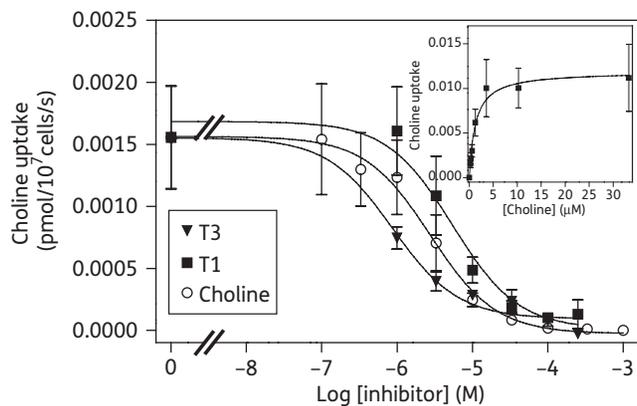 0.0025
0.0020
0.0015
0.0010
0.0005
0.0000
Choline uptake
(pmol/10⁷cells/s)
T3
T1
Choline
0 −8 −7 −6 −5 −4 −3
Log [inhibitor] (M)
0.015
0.010
0.005
0.000
Choline uptake
0 5 10 15 20 25 30
[Choline] (μM)